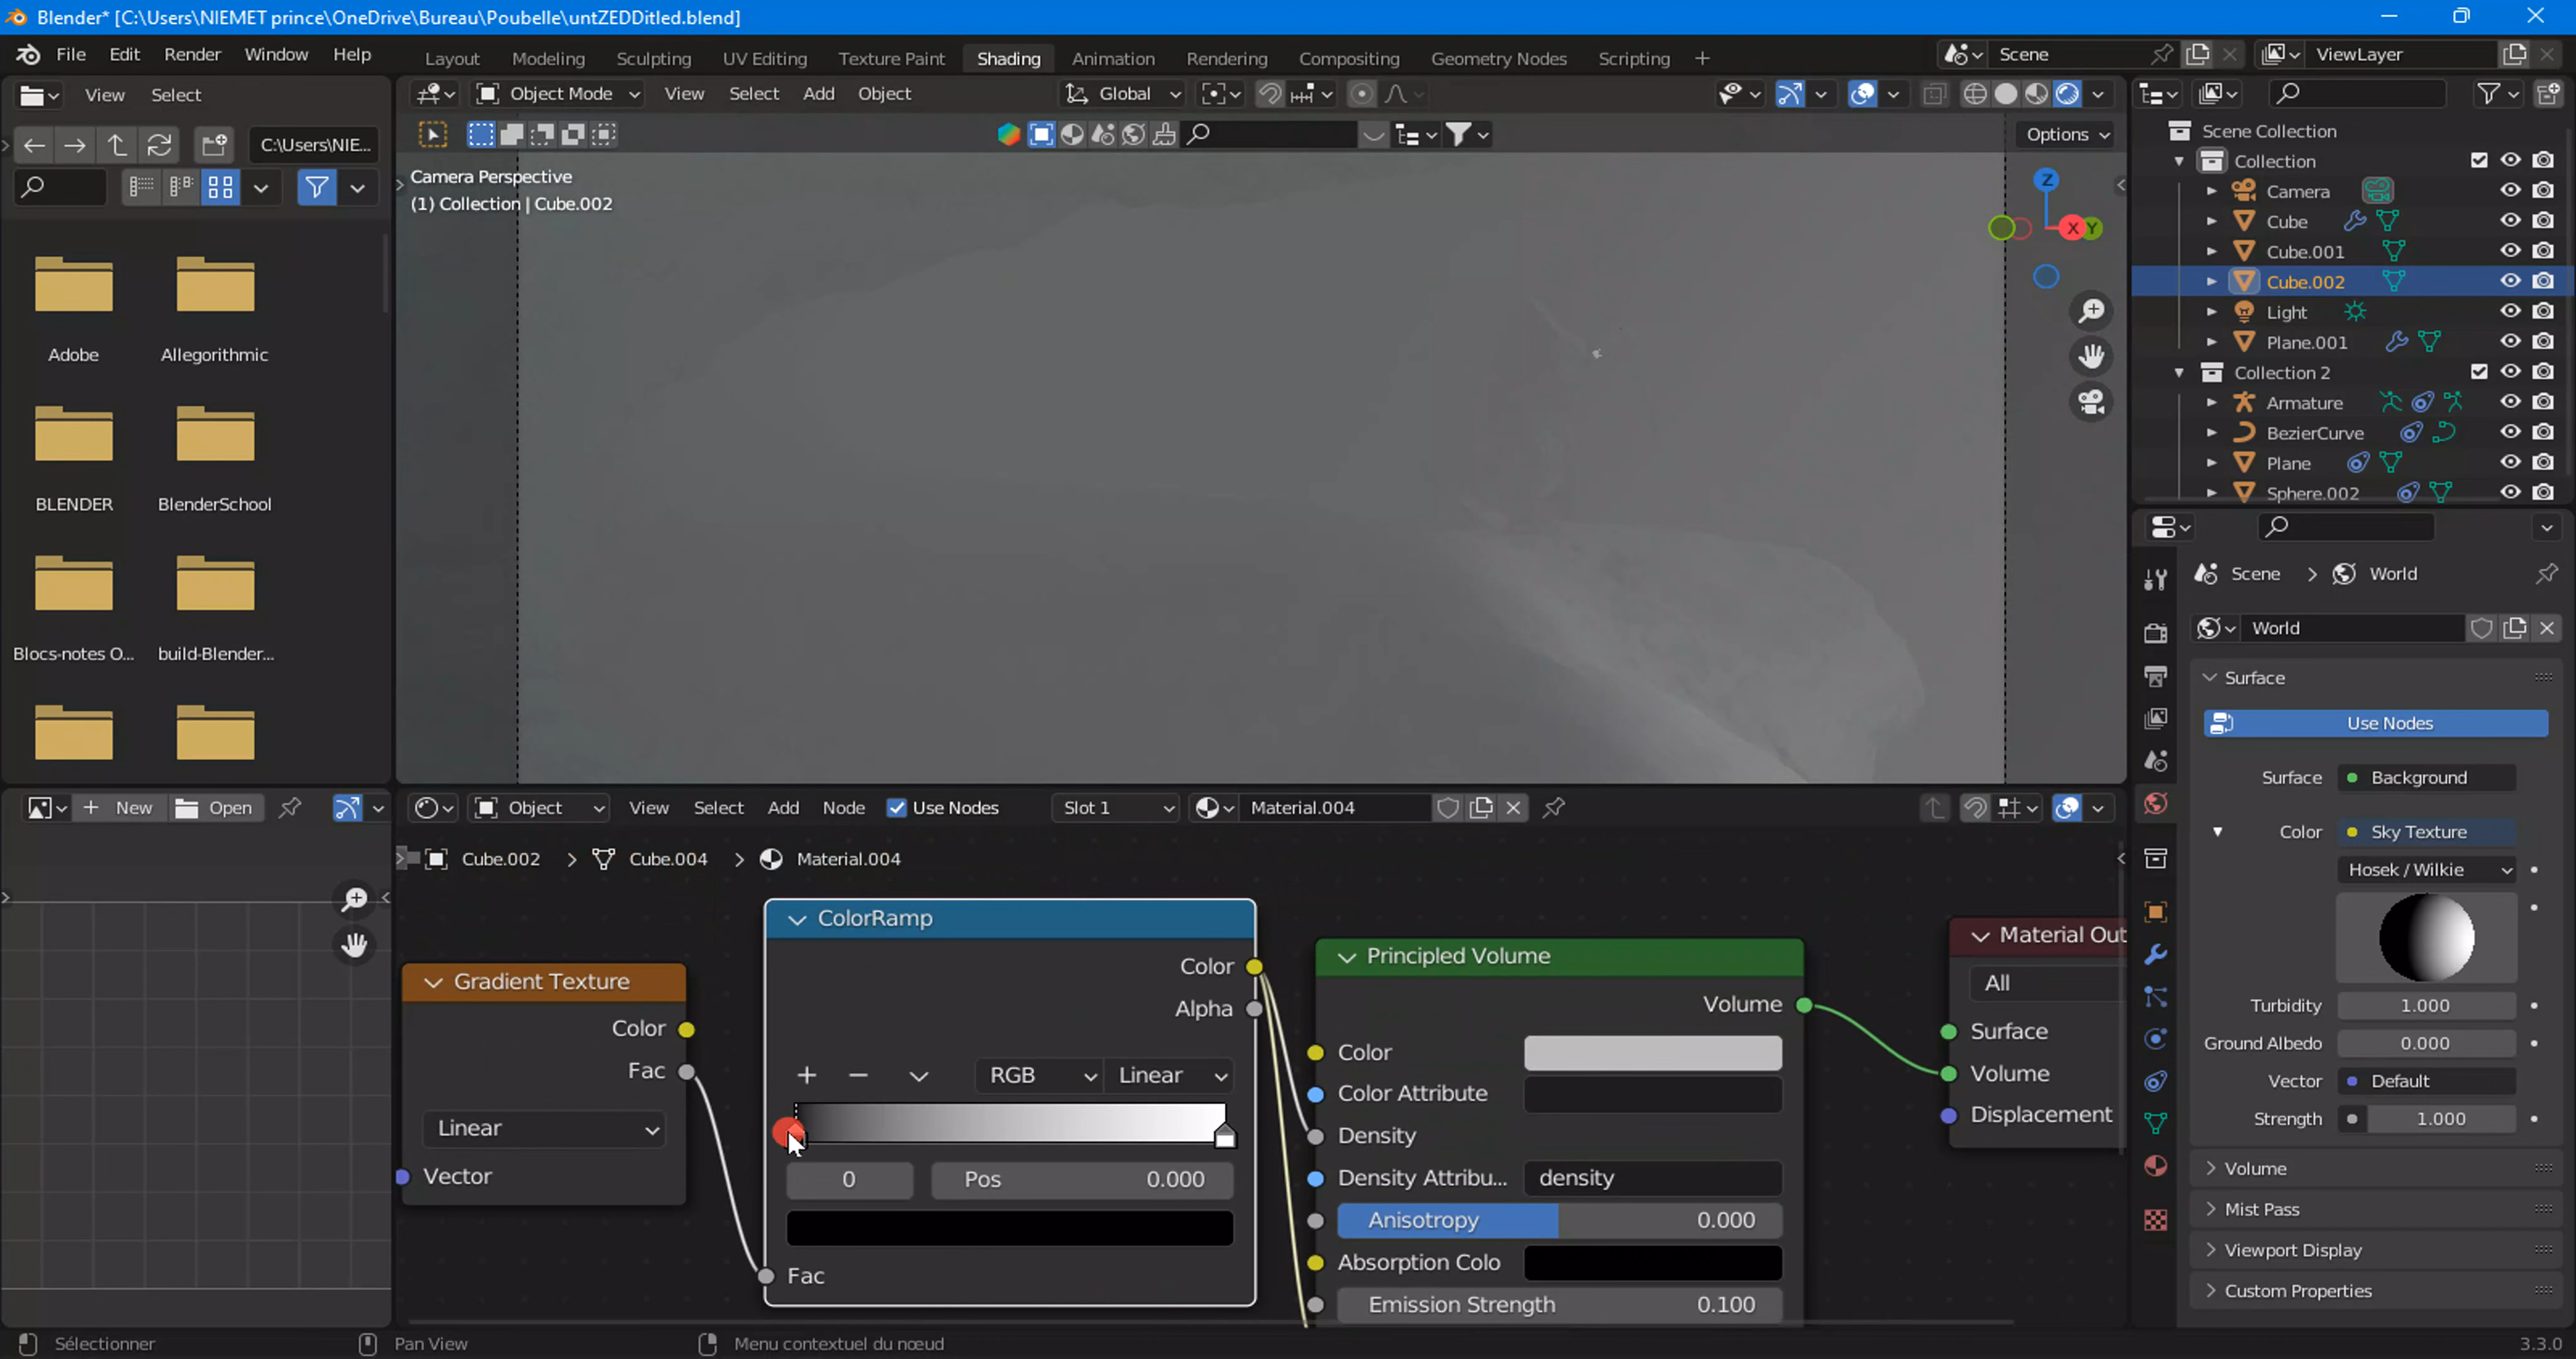 Blender* [C:\Users\NIEMET prince\OneDrive\Bureau\Poubelle\untZEDDitled.blend]
File Edit Render Window Help
Layout Modeling Sculpting UV Editing Texture Paint Shading Animation Rendering Compositing Geometry Nodes Scripting +
Scene
ViewLayer
View Select
C:\Users\NIE...
Adobe
Allegorithmic
BLENDER
BlenderSchool
Blocs-notes O...
build-Blender...
Object Mode View Select Add Object
Global
Options
Camera Perspective
(1) Collection | Cube.002
Z
X
Y
Scene Collection
Collection
Camera
Cube
Cube.001
Cube.002
Light
Plane.001
Collection 2
Armature
BezierCurve
Plane
Sphere.002
Scene > World
World
Surface
Use Nodes
Surface Background
Color Sky Texture
Hosek / Wilkie
Turbidity 1.000
Ground Albedo 0.000
Vector Default
Strength 1.000
Volume
Mist Pass
Viewport Display
Custom Properties
+ New Open
Object View Select Add Node Use Nodes Slot 1 Material.004
Cube.002 > Cube.004 > Material.004
Gradient Texture
Color
Fac
Linear
Vector
ColorRamp
Color
Alpha
RGB Linear
0 Pos 0.000
Fac
Principled Volume
Volume
Color
Color Attribute
Density
Density Attribu... density
Anisotropy 0.000
Absorption Colo
Emission Strength 0.100
Material Out
All
Surface
Volume
Displacement
Sélectionner
Pan View
Menu contextuel du nœud
3.3.0